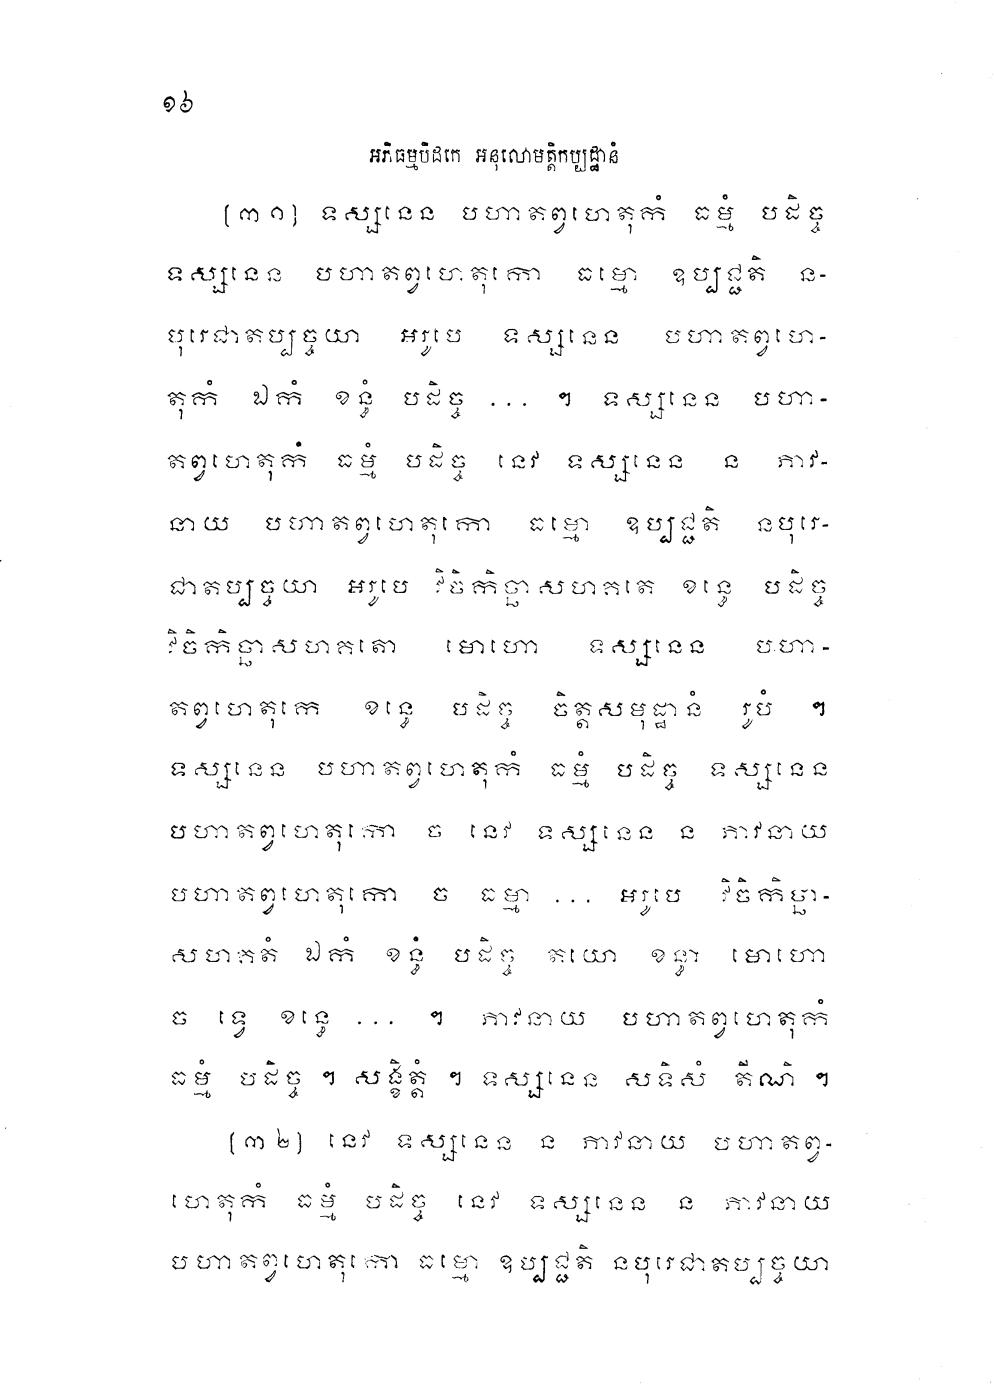 ១៦
អភិធម្មបិដកេ អនុលោមត្តិកប្បដ្ឋានំ
[៣១] ទស្សនេន បហាតព្វហេតុកំ ធម្មំ បដិច្ច
ទស្សនេន បហាតព្វហេតុកោ ធម្មោ ឧប្បជ្ជតិ ន-
បុរេជាតប្បច្ចយា អរូបេ ទស្សនេន បហាតព្វហេ-
តុកំ ឯកំ ខន្ធំ បដិច្ច ... ៗ ទស្សនេន បហា-
តព្វហេតុកំ ធម្មំ បដិច្ច នេវ ទស្សនេន ន ភាវ-
នាយ បហាតព្វហេតុកោ ធម្មោ ឧប្បជ្ជតិ នបុរេ-
ជាតប្បច្ចយា អរូបេ វិចិកិច្ឆាសហគតេ ខន្ធេ បដិច្ច
វិចិកិច្ឆាសហគតោ មោហោ ទស្សនេន បហា-
តព្វហេតុកេ ខន្ធេ បដិច្ច ចិត្តសមុដ្ឋានំ រូបំ ៗ
ទស្សនេន បហាតព្វហេតុកំ ធម្មំ បដិច្ច ទស្សនេន
បហាតព្វហេតុកោ ច នេវ ទស្សនេន ន ភាវនាយ
បហាតព្វហេតុកោ ច ធម្មា ... អរូបេ វិចិកិច្ឆា-
សហគតំ ឯកំ ខន្ធំ បដិច្ច តយោ ខន្ធា មោហោ
ច ទ្វេ ខន្ធេ ... ៗ ភាវនាយ បហាតព្វហេតុកំ
ធម្មំ បដិច្ច ៗ សង្ខិត្តំ ៗ ទស្សនេន សទិសំ តីណិ ៗ
[៣២] នេវ ទស្សនេន ន ភាវនាយ បហាតព្វ-
ហេតុកំ ធម្មំ បដិច្ច នេវ ទស្សនេន ន ភាវនាយ
បហាតព្វហេតុកោ ធម្មោ ឧប្បជ្ជតិ នបុរេជាតប្បច្ចយា